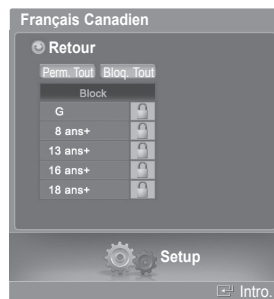 Français Canadien
Retour
Perm. Tout Bloq. Tout
Block
G
8 ans+
13 ans+
16 ans+
18 ans+
Setup
Intro.